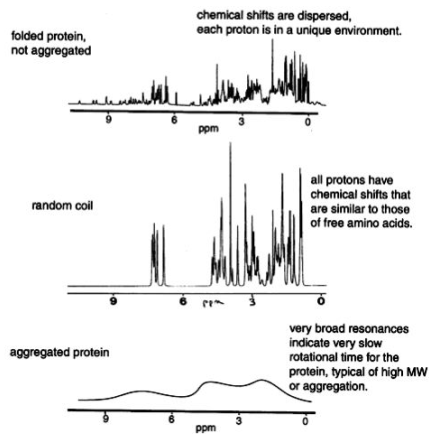 chemical shifts are dispersed,
each proton is in a unique environment.
folded protein,
not aggregated
9 6 3 0
ppm
random coil
all protons have
chemical shifts that
are similar to those
of free amino acids.
9 6 ppm 3 0
very broad resonances
indicate very slow
rotational time for the
protein, typical of high MW
or aggregation.
aggregated protein
9 6 3 0
ppm